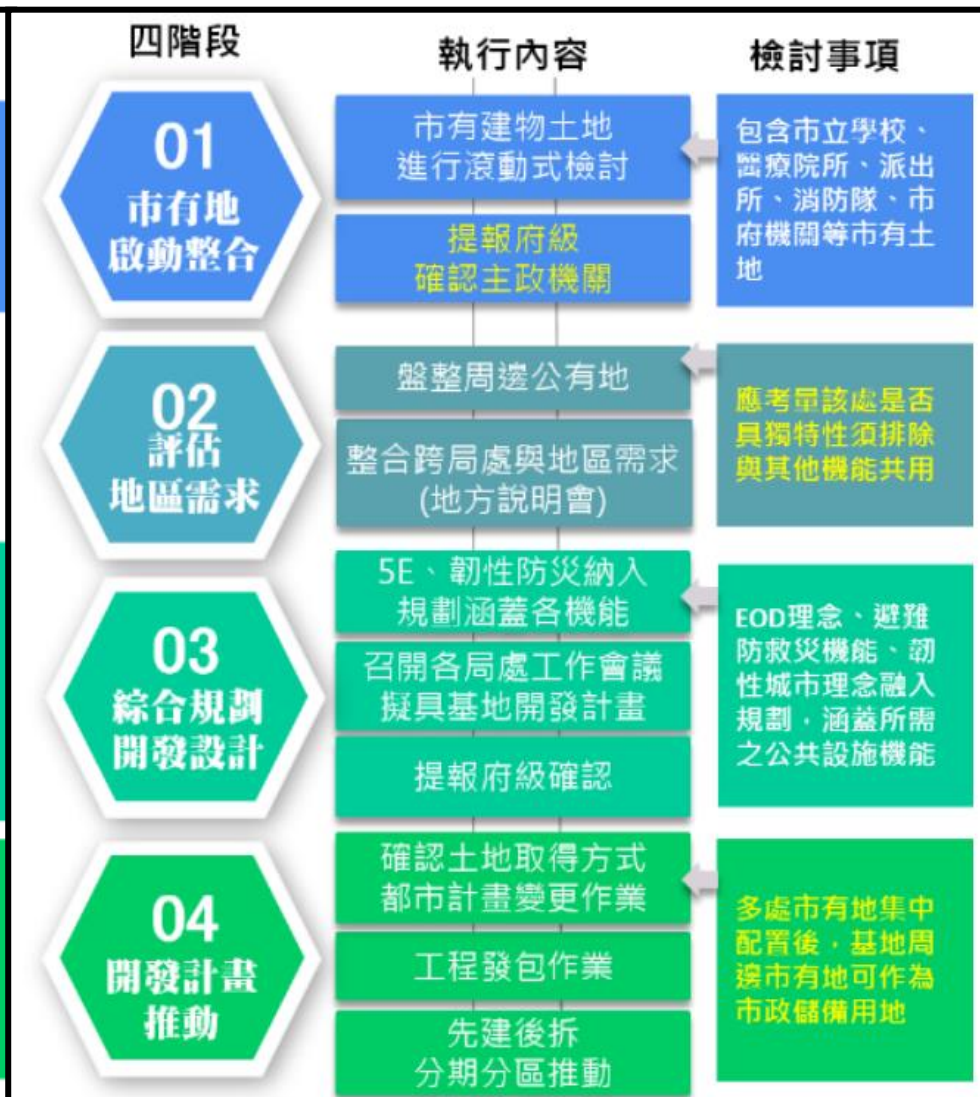 四階段
執行內容
檢討事項
01
市有地
啟動整合
市有建物土地
進行滾動式檢討
提報府級
確認主政機關
包含市立學校、
醫療院所、派出
所、消防隊、市
府機關等市有土
地
02
評估
地區需求
盤整周邊公有地
整合跨局處與地區需求
(地方說明會)
應考量該處是否
具獨特性須排除
與其他機能共用
03
綜合規劃
開發設計
5E、韌性防災納入
規劃涵蓋各機能
召開各局處工作會議
擬具基地開發計畫
提報府級確認
EOD理念、避難
防救災機能、韌
性城市理念融入
規劃，涵蓋所需
之公共設施機能
04
開發計畫
推動
確認土地取得方式
都市計畫變更作業
工程發包作業
先建後拆
分期分區推動
多處市有地集中
配置後，基地周
邊市有地可作為
市政儲備用地